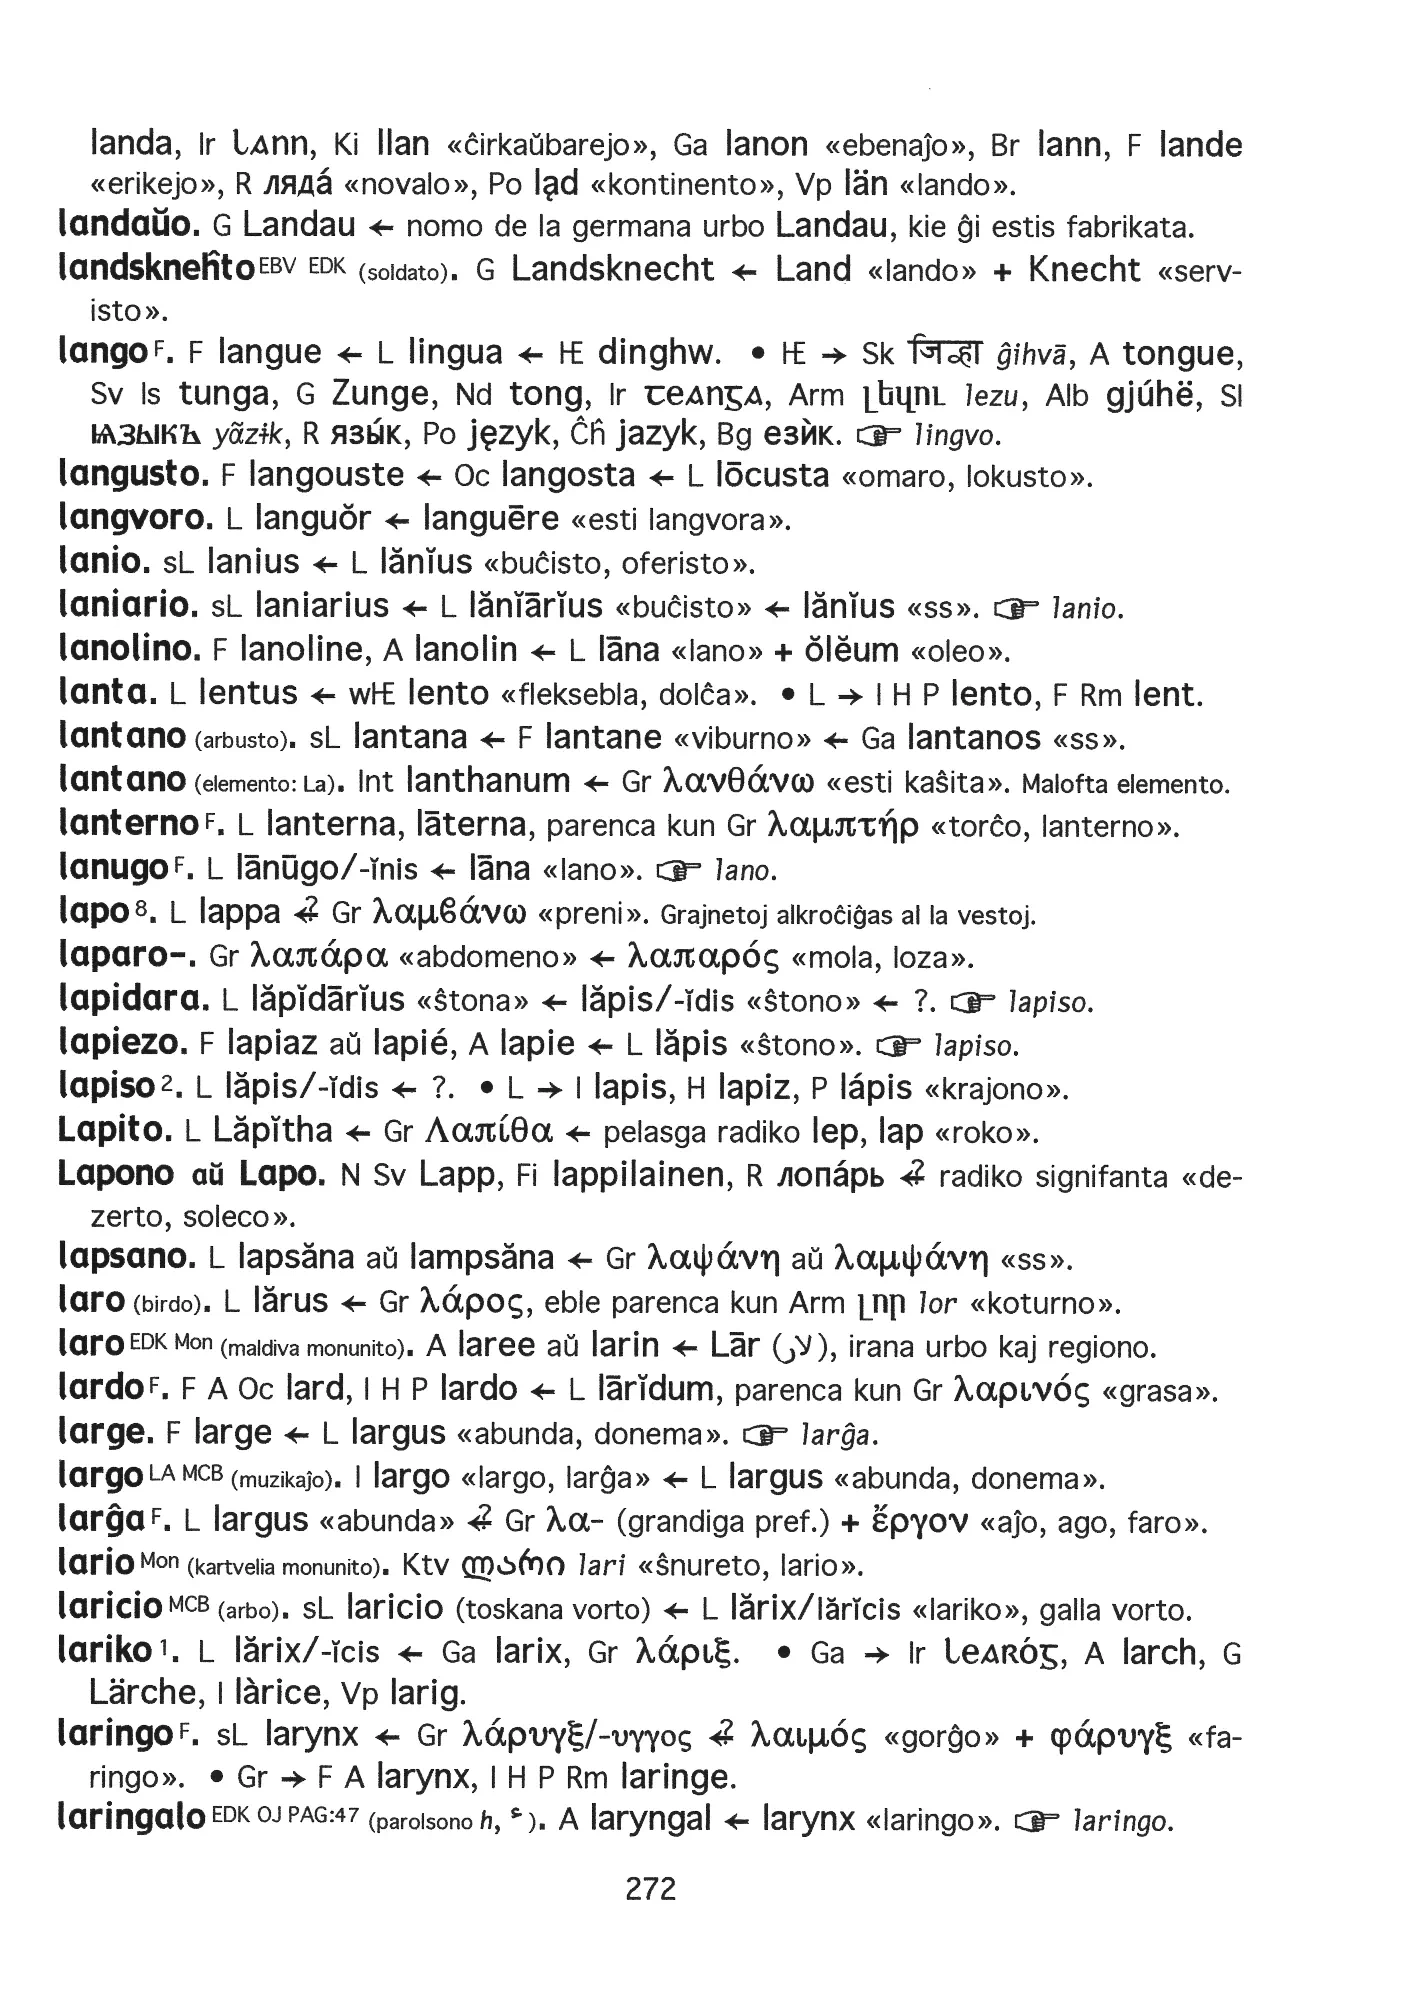 landa, Ir lann, Ki llan «ĉirkaŭbarejo», Ga lanon «ebenaĵo», Br lann, F lande
«erikejo», R лядá «novalo», Po ląd «kontinento», Vp län «lando».
landaŭo. G Landau ← nomo de la germana urbo Landau, kie ĝi estis fabrikata.
landskneĥto EBV EDK (soldato). G Landsknecht ← Land «lando» + Knecht «serv-
isto».
lango F. F langue ← L lingua ← HE dinghw. • HE → Sk जिह्वा ĝihvā, A tongue,
Sv Is tunga, G Zunge, Nd tong, Ir teanga, Arm լեզու lezu, Alb gjúhë, Sl
ѩзыкъ yãzɨk, R язы́к, Po język, Ĉĥ jazyk, Bg езѝк. ☞ lingvo.
langusto. F langouste ← Oc langosta ← L lōcusta «omaro, lokusto».
langvoro. L languŏr ← languēre «esti langvora».
lanio. sL lanius ← L lănĭus «buĉisto, oferisto».
laniario. sL laniarius ← L lănĭārĭus «buĉisto» ← lănĭus «ss». ☞ lanio.
lanolino. F lanoline, A lanolin ← L lāna «lano» + ŏlĕum «oleo».
lanta. L lentus ← wHE lento «fleksebla, dolĉa». • L → I H P lento, F Rm lent.
lantano (arbusto). sL lantana ← F lantane «viburno» ← Ga lantanos «ss».
lantano (elemento: La). Int lanthanum ← Gr λανθάνω «esti kaŝita». Malofta elemento.
lanterno F. L lanterna, lāterna, parenca kun Gr λαμπτήρ «torĉo, lanterno».
lanugo F. L lānūgo/-ĭnis ← lāna «lano». ☞ lano.
lapo 8. L lappa ←? Gr λαμϐάνω «preni». Grajnetoj alkroĉiĝas al la vestoj.
laparo-. Gr λαπάρα «abdomeno» ← λαπαρός «mola, loza».
lapidara. L lăpĭdārĭus «ŝtona» ← lăpis/-ĭdis «ŝtono» ← ?. ☞ lapiso.
lapiezo. F lapiaz aŭ lapié, A lapie ← L lăpis «ŝtono». ☞ lapiso.
lapiso 2. L lăpis/-ĭdis ← ?. • L → I lapis, H lapiz, P lápis «krajono».
Lapito. L Lăpĭtha ← Gr Λαπίθα ← pelasga radiko lep, lap «roko».
Lapono aŭ Lapo. N Sv Lapp, Fi lappilainen, R лопáрь ←? radiko signifanta «de-
zerto, soleco».
lapsano. L lapsăna aŭ lampsăna ← Gr λαψάνη aŭ λαμψάνη «ss».
laro (birdo). L lărus ← Gr λάρος, eble parenca kun Arm լոր lor «koturno».
laro EDK Mon (maldiva monunito). A laree aŭ larin ← Lār (لار), irana urbo kaj regiono.
lardo F. F A Oc lard, I H P lardo ← L lārĭdum, parenca kun Gr λαρινός «grasa».
large. F large ← L largus «abunda, donema». ☞ larĝa.
largo LA MCB (muzikaĵo). I largo «largo, larĝa» ← L largus «abunda, donema».
larĝa F. L largus «abunda» ←? Gr λα- (grandiga pref.) + ἔργον «aĵo, ago, faro».
lario Mon (kartvelia monunito). Ktv ლარი lari «ŝnureto, lario».
laricio MCB (arbo). sL laricio (toskana vorto) ← L lărix/lărĭcis «lariko», galla vorto.
lariko 1. L lărix/-ĭcis ← Ga larix, Gr λάριξ. • Ga → Ir learóg, A larch, G
Lärche, I làrice, Vp larig.
laringo F. sL larynx ← Gr λάρυγξ/-υγγος ←? λαιμός «gorĝo» + φάρυγξ «fa-
ringo». • Gr → F A larynx, I H P Rm laringe.
laringalo EDK OJ PAG:47 (parolsono h, ء). A laryngal ← larynx «laringo». ☞ laringo.
272